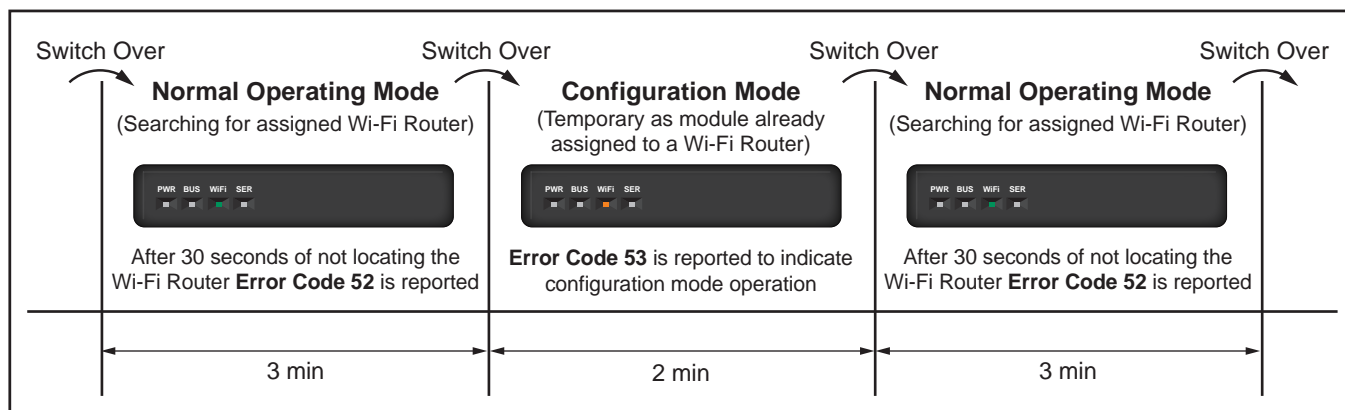 Switch Over
Switch Over
Switch Over
Switch Over
Normal Operating Mode
(Searching for assigned Wi-Fi Router)
PWR BUS WiFi SER
After 30 seconds of not locating the
Wi-Fi Router Error Code 52 is reported
3 min
Configuration Mode
(Temporary as module already
assigned to a Wi-Fi Router)
PWR BUS WiFi SER
Error Code 53 is reported to indicate
configuration mode operation
2 min
Normal Operating Mode
(Searching for assigned Wi-Fi Router)
PWR BUS WiFi SER
After 30 seconds of not locating the
Wi-Fi Router Error Code 52 is reported
3 min